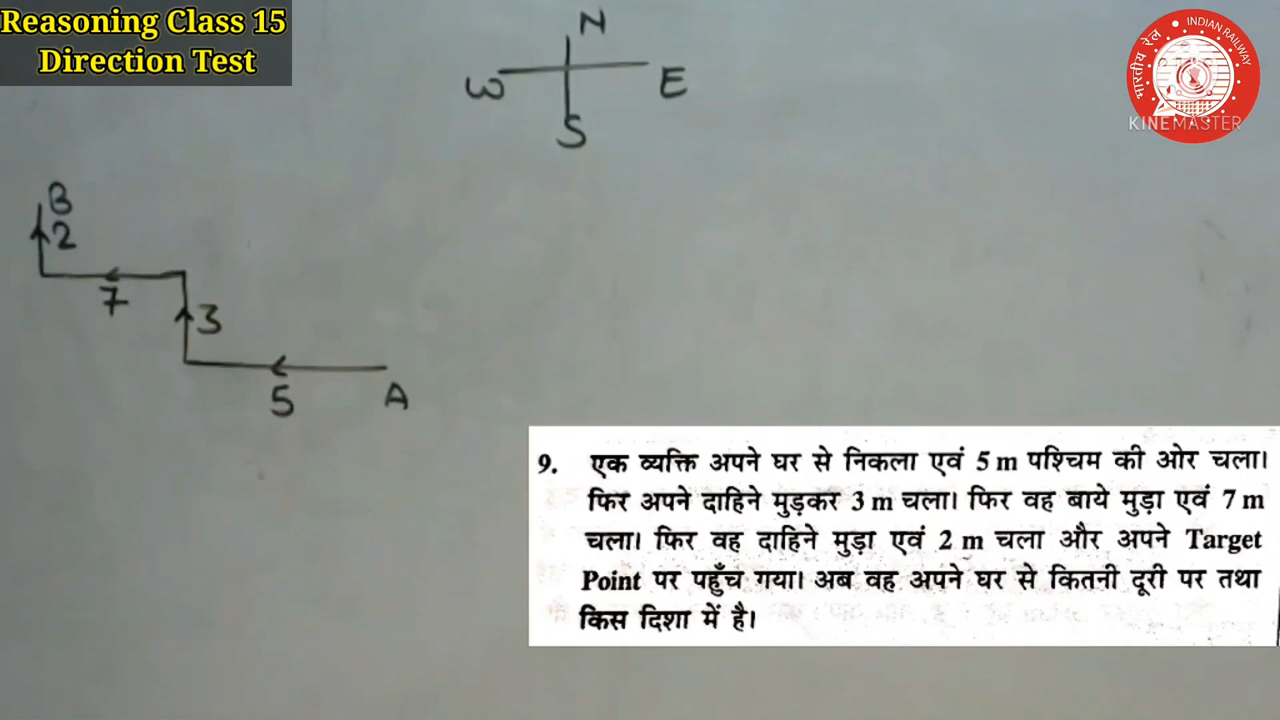 Reasoning Class 15
Direction Test
N
W
E
S
भारतीय रेल
INDIAN RAILWAY
KINEMASTER
B
2
7
3
5
A
9. एक व्यक्ति अपने घर से निकला एवं 5 m पश्चिम की ओर चला।
फिर अपने दाहिने मुड़कर 3 m चला। फिर वह बाये मुड़ा एवं 7 m
चला। फिर वह दाहिने मुड़ा एवं 2 m चला और अपने Target
Point पर पहुँच गया। अब वह अपने घर से कितनी दूरी पर तथा
किस दिशा में है।